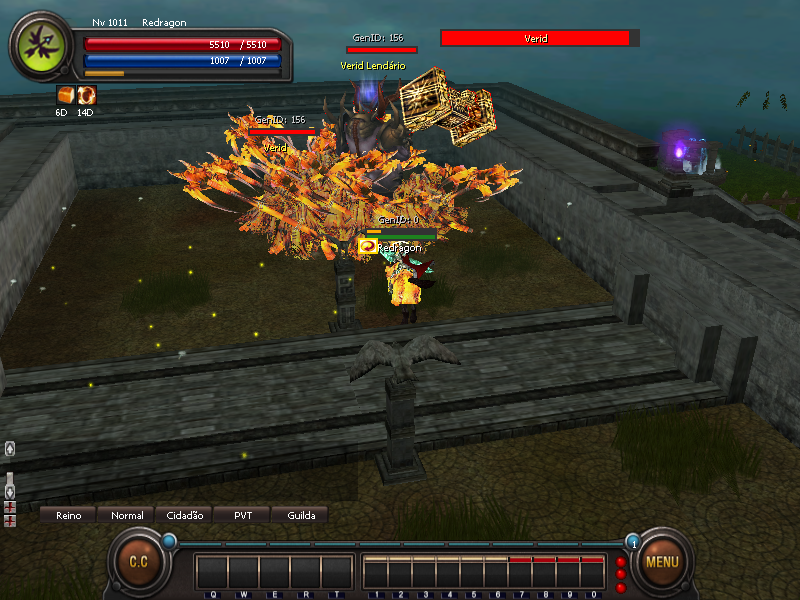 Nv 1011 Redragon
5510 / 5510
1007 / 1007
6D 14D
GenID: 156
Verid Lendário
Verid
GenID: 156
Verid
GenID: 0
Redragon
Reino Normal Cidadão PVT Guilda
C.C
1
MENU
Q W E R T 1 2 3 4 5 6 7 8 9 0